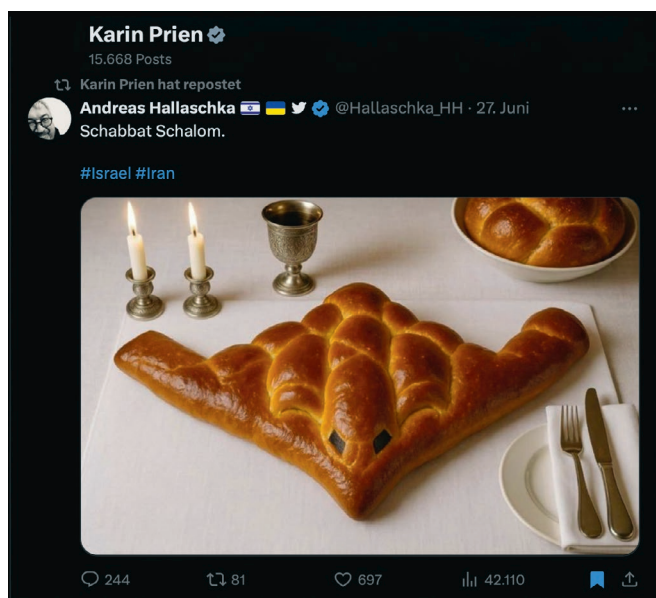 Karin Prien
15.668 Posts
Karin Prien hat repostet
Andreas Hallaschka @Hallaschka_HH · 27. Juni
Schabbat Schalom.
#Israel #Iran
244 81 697 42.110